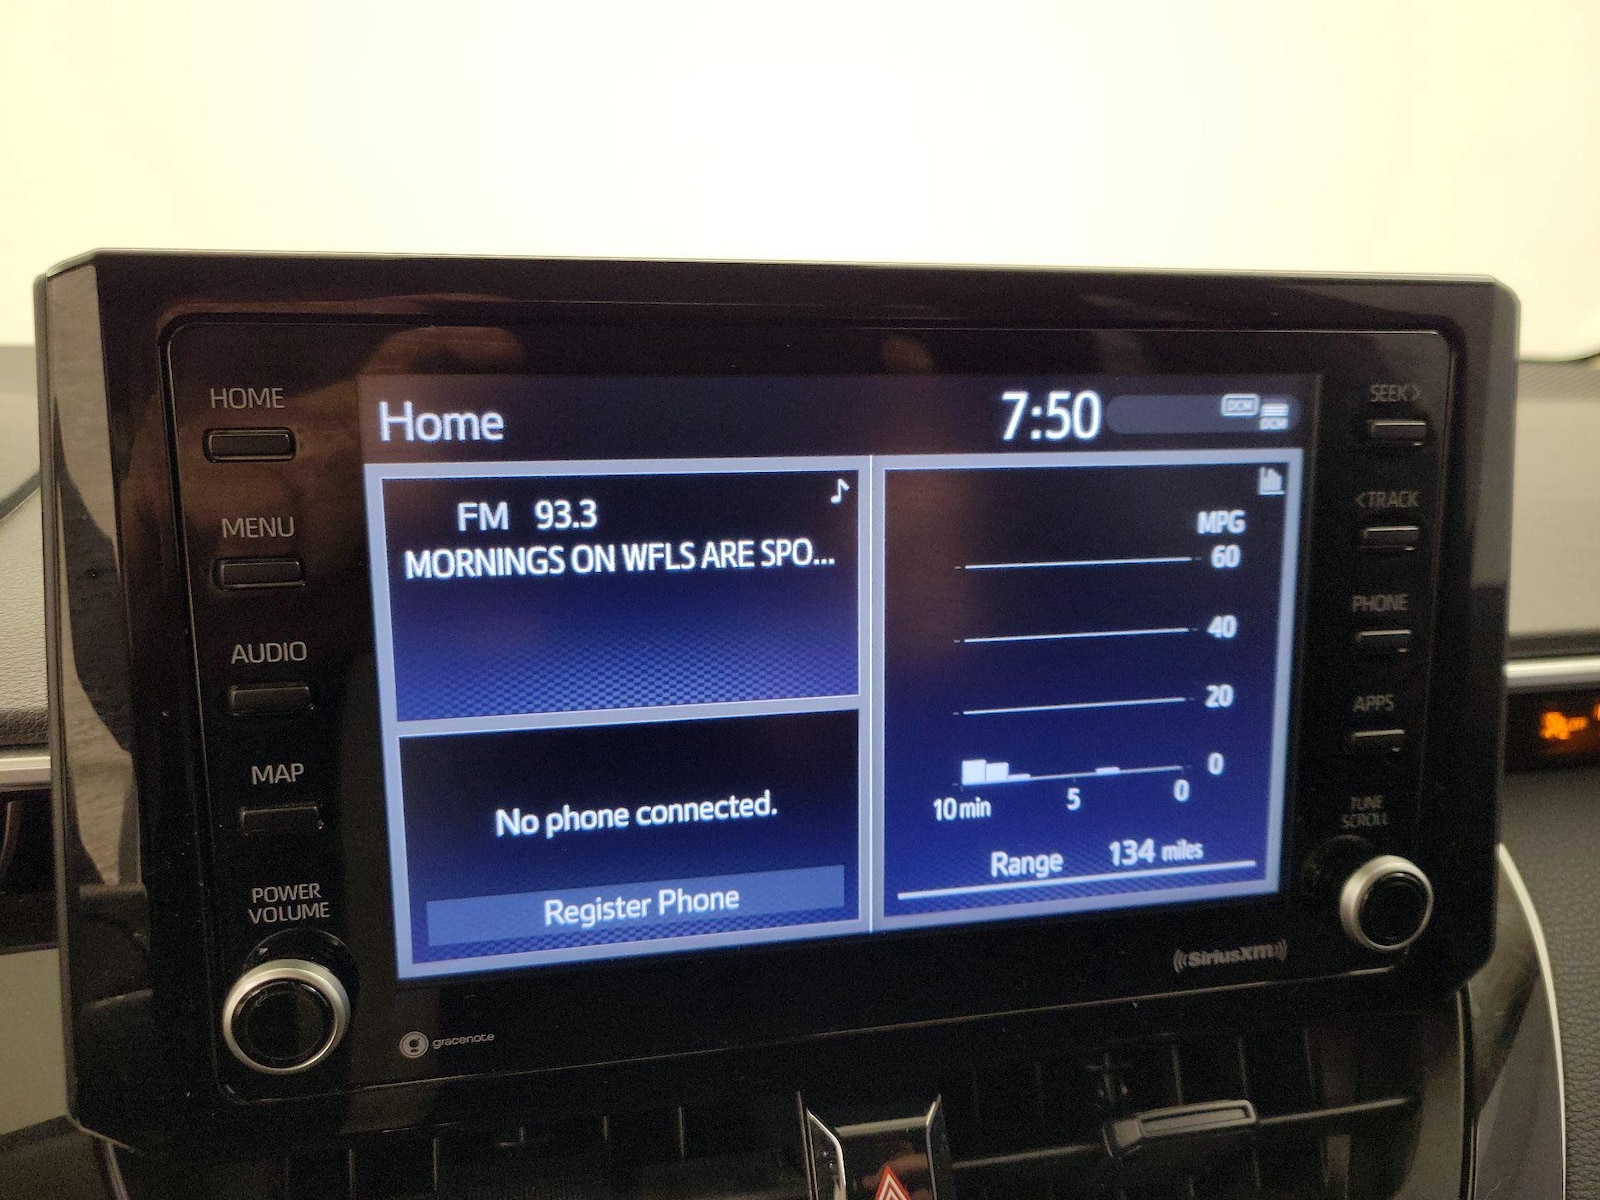 HOME
MENU
AUDIO
MAP
POWER
VOLUME
Home
7:50
DCM
DCM
FM 93.3
MORNINGS ON WFLS ARE SPO...
No phone connected.
Register Phone
MPG
60
40
20
0
10 min 5 0
Range 134 miles
SEEK>
<TRACK
PHONE
APPS
TUNE
SCROLL
SiriusXM
gracenote